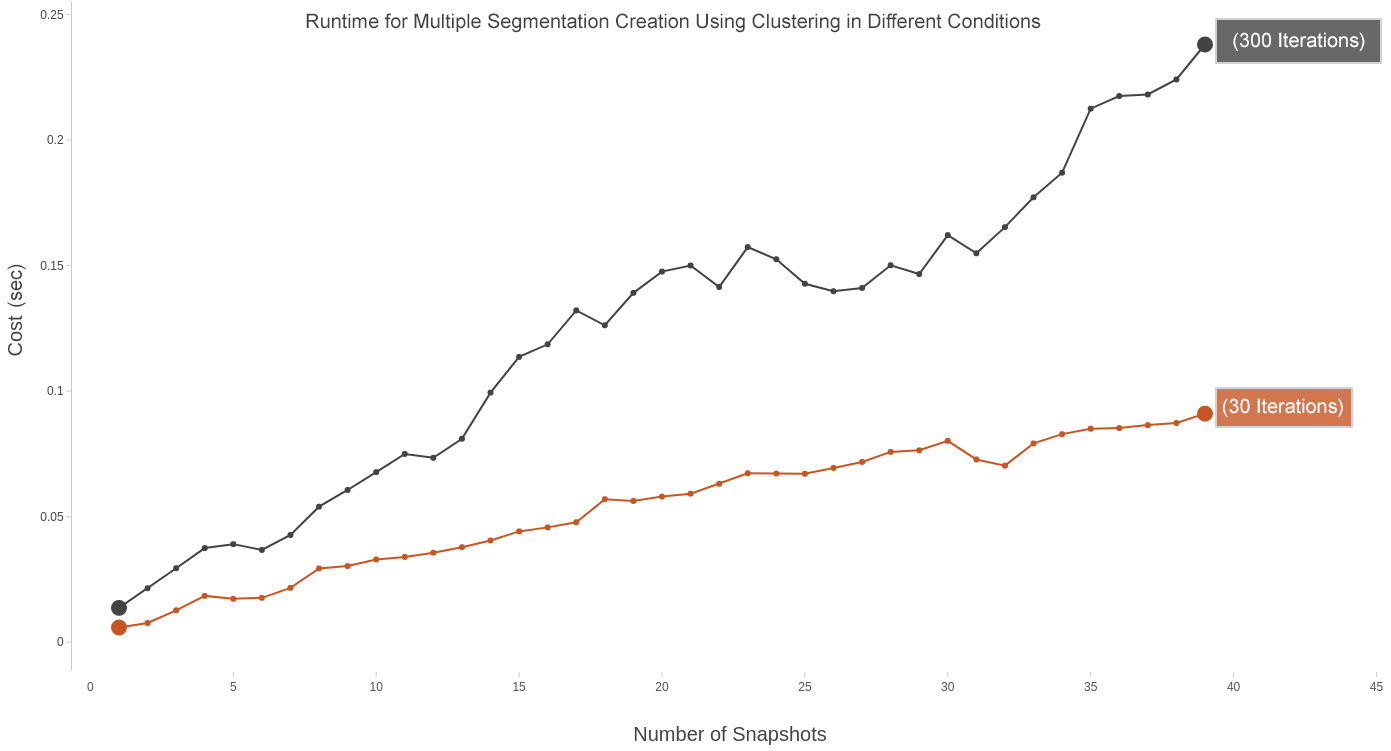 Runtime for Multiple Segmentation Creation Using Clustering in Different Conditions
(300 Iterations)
(30 Iterations)
Cost (sec)
0.25
0.2
0.15
0.1
0.05
0
0 5 10 15 20 25 30 35 40 45
Number of Snapshots